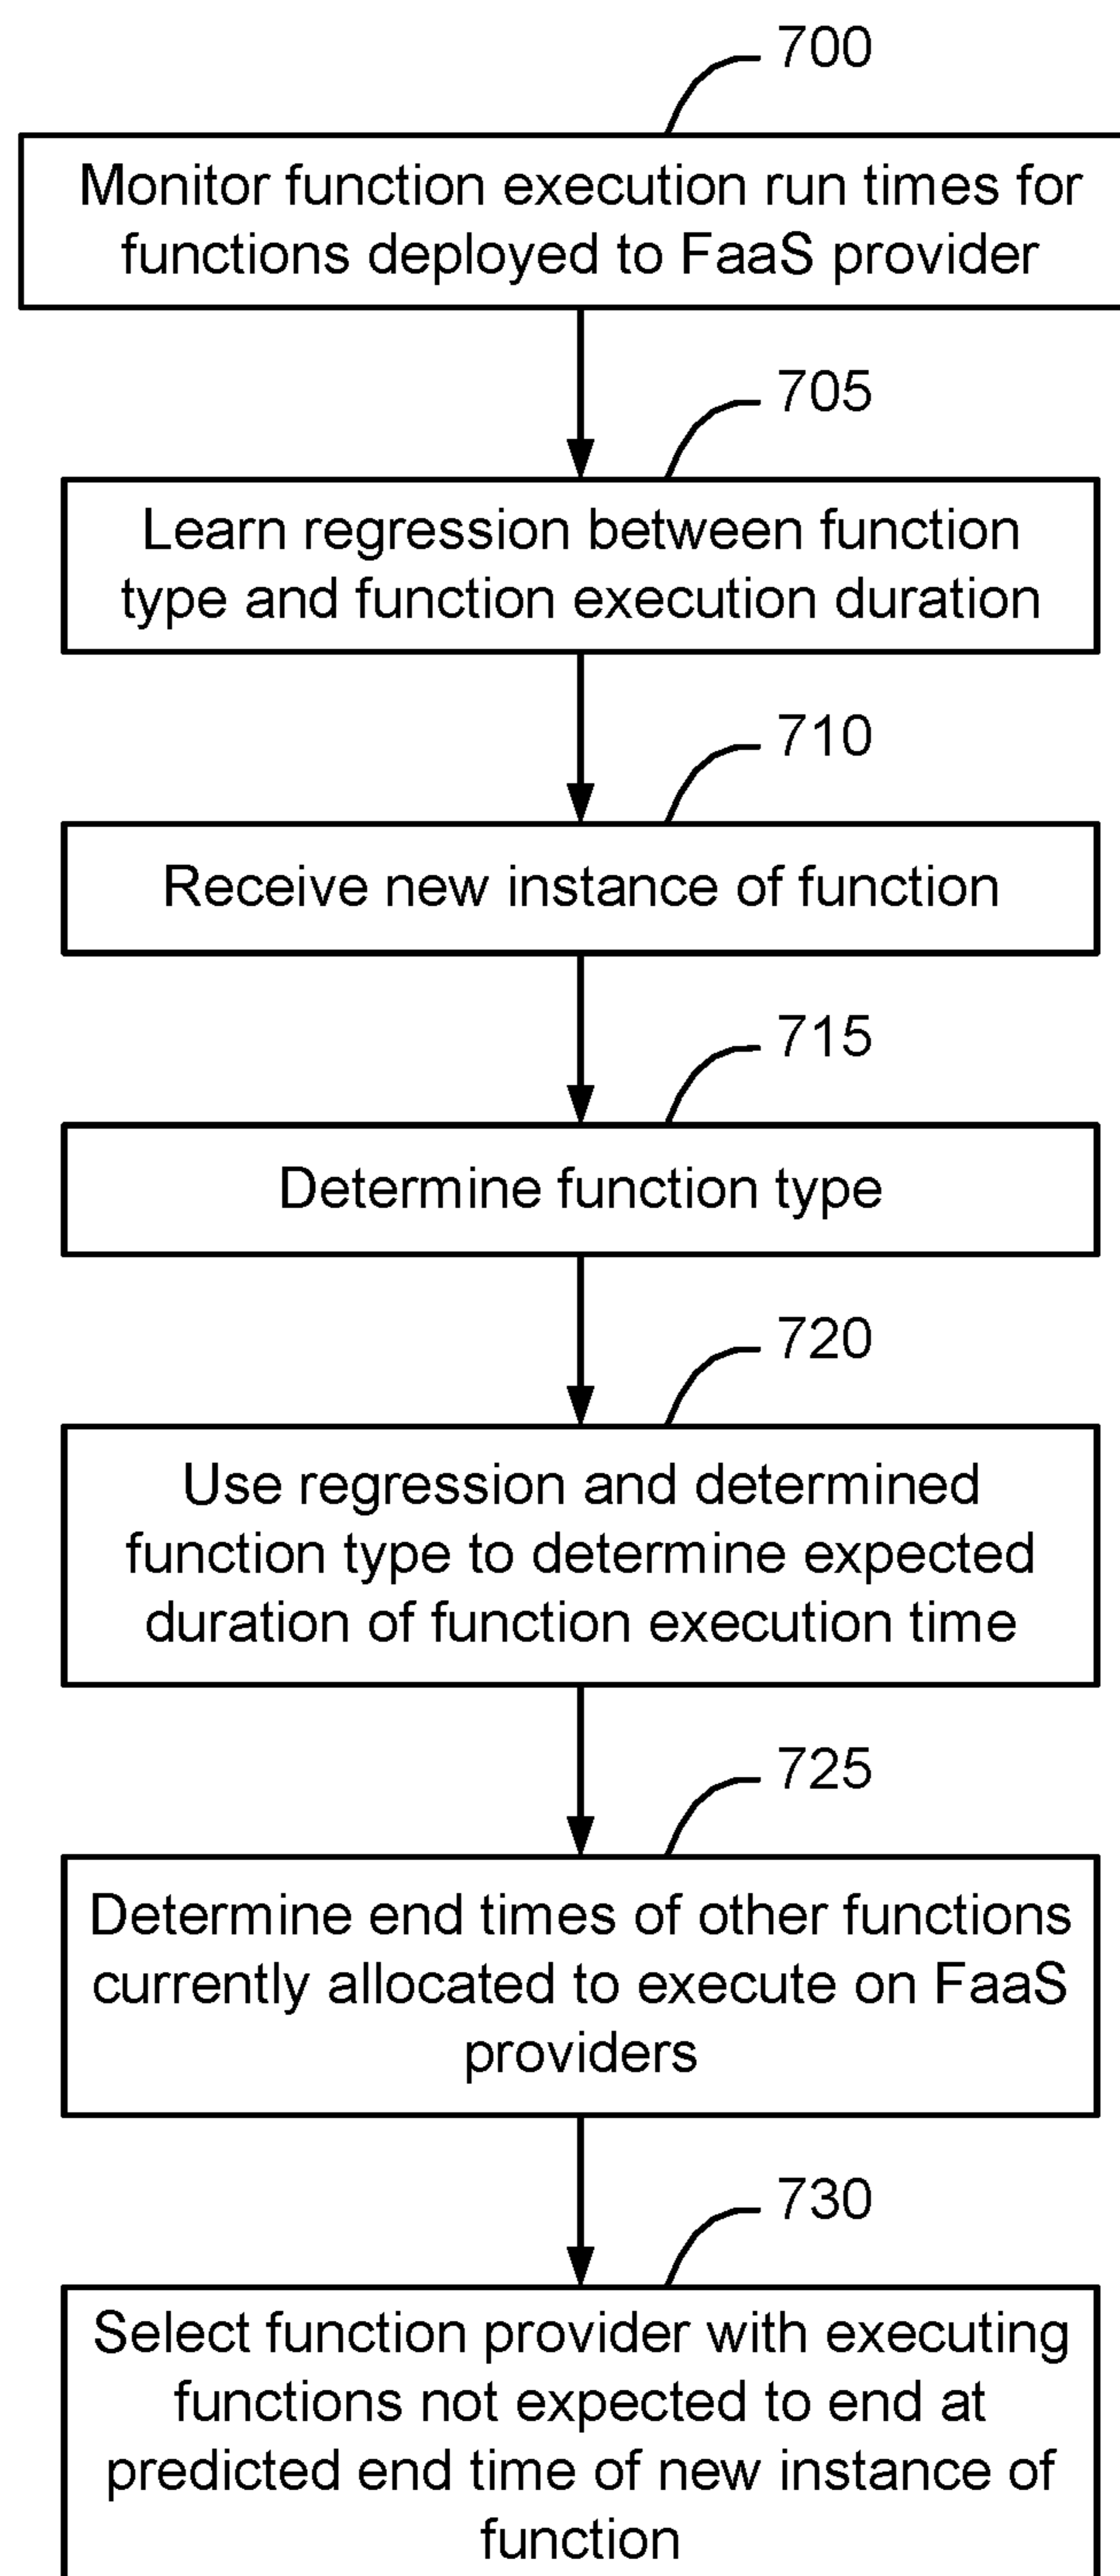 700
Monitor function execution run times for
functions deployed to FaaS provider
705
Learn regression between function
type and function execution duration
710
Receive new instance of function
715
Determine function type
720
Use regression and determined
function type to determine expected
duration of function execution time
725
Determine end times of other functions
currently allocated to execute on FaaS
providers
730
Select function provider with executing
functions not expected to end at
predicted end time of new instance of
function